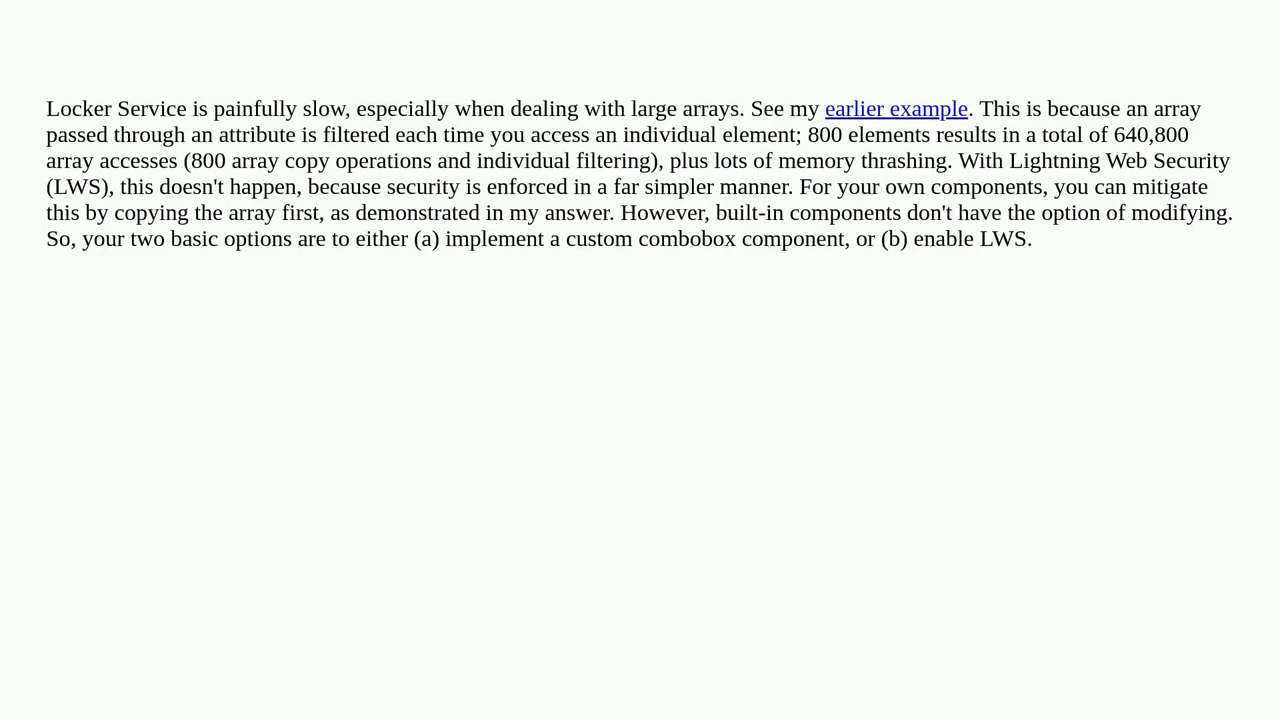 Locker Service is painfully slow, especially when dealing with large arrays. See my earlier example. This is because an array
passed through an attribute is filtered each time you access an individual element; 800 elements results in a total of 640,800
array accesses (800 array copy operations and individual filtering), plus lots of memory thrashing. With Lightning Web Security
(LWS), this doesn't happen, because security is enforced in a far simpler manner. For your own components, you can mitigate
this by copying the array first, as demonstrated in my answer. However, built-in components don't have the option of modifying.
So, your two basic options are to either (a) implement a custom combobox component, or (b) enable LWS.